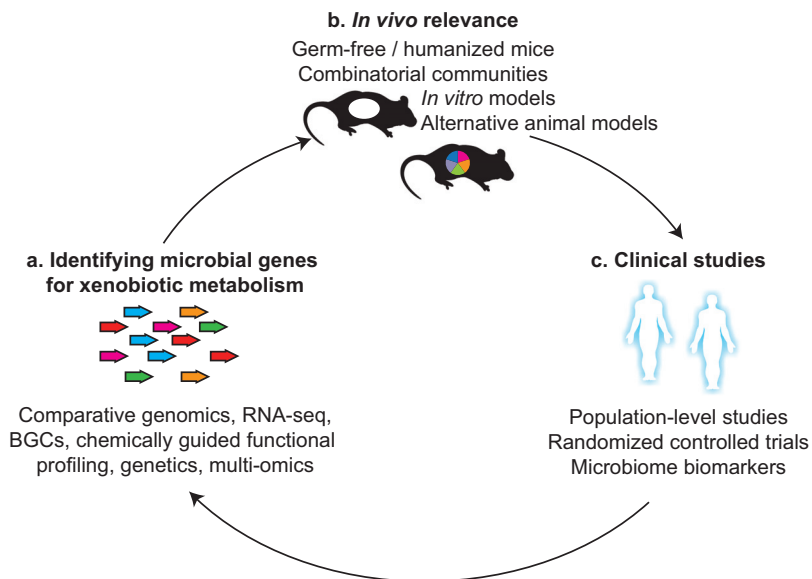 b. In vivo relevance
Germ-free / humanized mice
Combinatorial communities
In vitro models
Alternative animal models
a. Identifying microbial genes
for xenobiotic metabolism
Comparative genomics, RNA-seq,
BGCs, chemically guided functional
profiling, genetics, multi-omics
c. Clinical studies
Population-level studies
Randomized controlled trials
Microbiome biomarkers